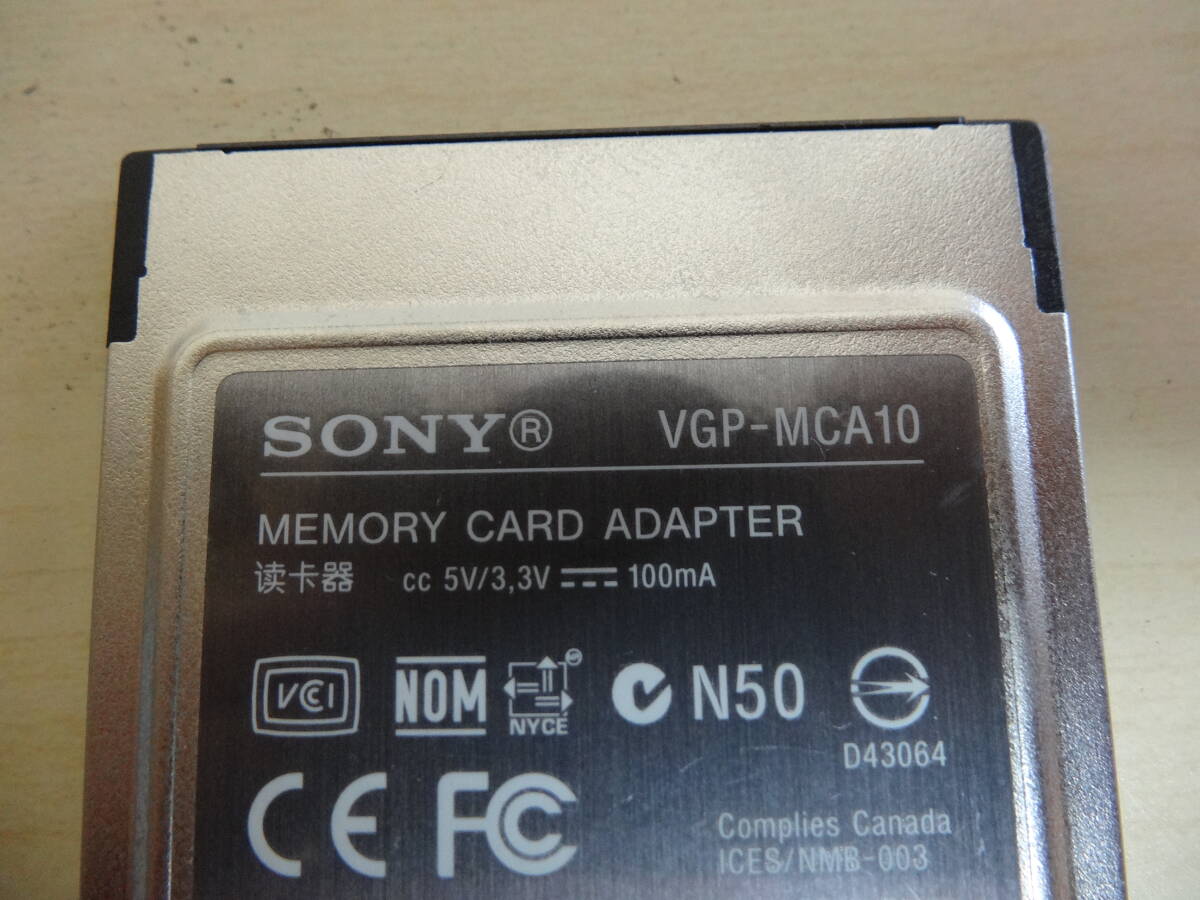 SONY® VGP-MCA10
MEMORY CARD ADAPTER
读卡器 cc 5V/3,3V ⎓ 100mA
VCCI NOM NYCE N50
D43064
CE FC
Complies Canada
ICES/NMB-003